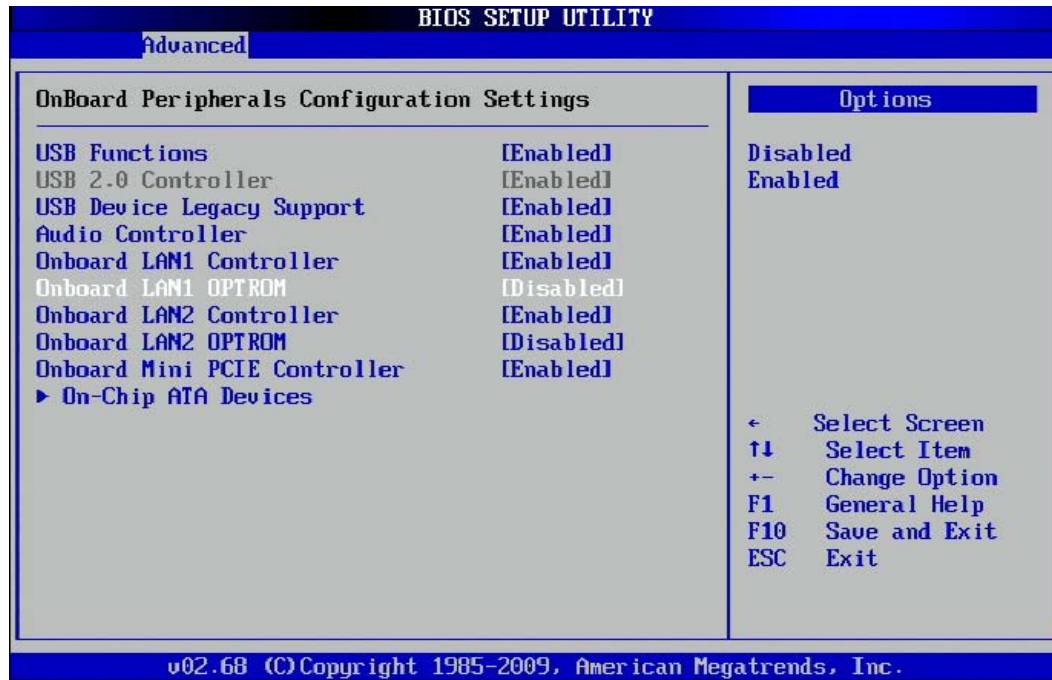 BIOS SETUP UTILITY
Advanced
OnBoard Peripherals Configuration Settings
USB Functions [Enabled]
USB 2.0 Controller [Enabled]
USB Device Legacy Support [Enabled]
Audio Controller [Enabled]
Onboard LAN1 Controller [Enabled]
Onboard LAN1 OPTROM [Disabled]
Onboard LAN2 Controller [Enabled]
Onboard LAN2 OPTROM [Disabled]
Onboard Mini PCIE Controller [Enabled]
► On-Chip ATA Devices
Options
Disabled
Enabled
← Select Screen
↑↓ Select Item
+- Change Option
F1 General Help
F10 Save and Exit
ESC Exit
v02.68 (C)Copyright 1985-2009, American Megatrends, Inc.